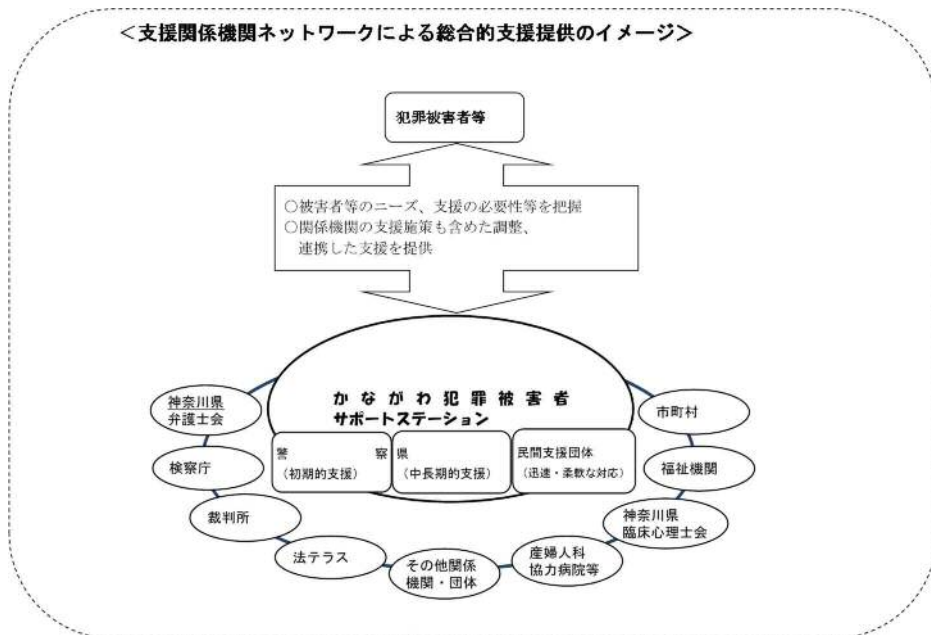 ＜支援関係機関ネットワークによる総合的支援提供のイメージ＞
犯罪被害者等
○被害者等のニーズ、支援の必要性等を把握
○関係機関の支援施策も含めた調整、
連携した支援を提供
かながわ犯罪被害者
サポートステーション
警察
（初期的支援）
県
（中長期的支援）
民間支援団体
（迅速・柔軟な対応）
神奈川県
弁護士会
検察庁
裁判所
法テラス
その他関係
機関・団体
産婦人科
協力病院等
神奈川県
臨床心理士会
福祉機関
市町村